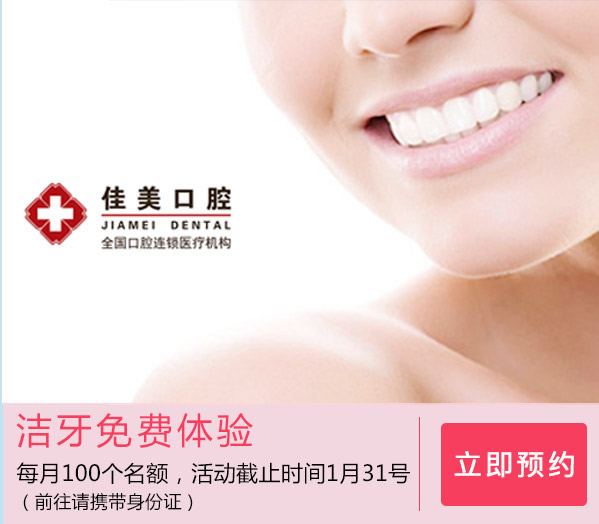 佳美口腔
JIAMEI DENTAL
全国口腔连锁医疗机构
洁牙免费体验
每月100个名额，活动截止时间1月31号
（前往请携带身份证）
立即预约